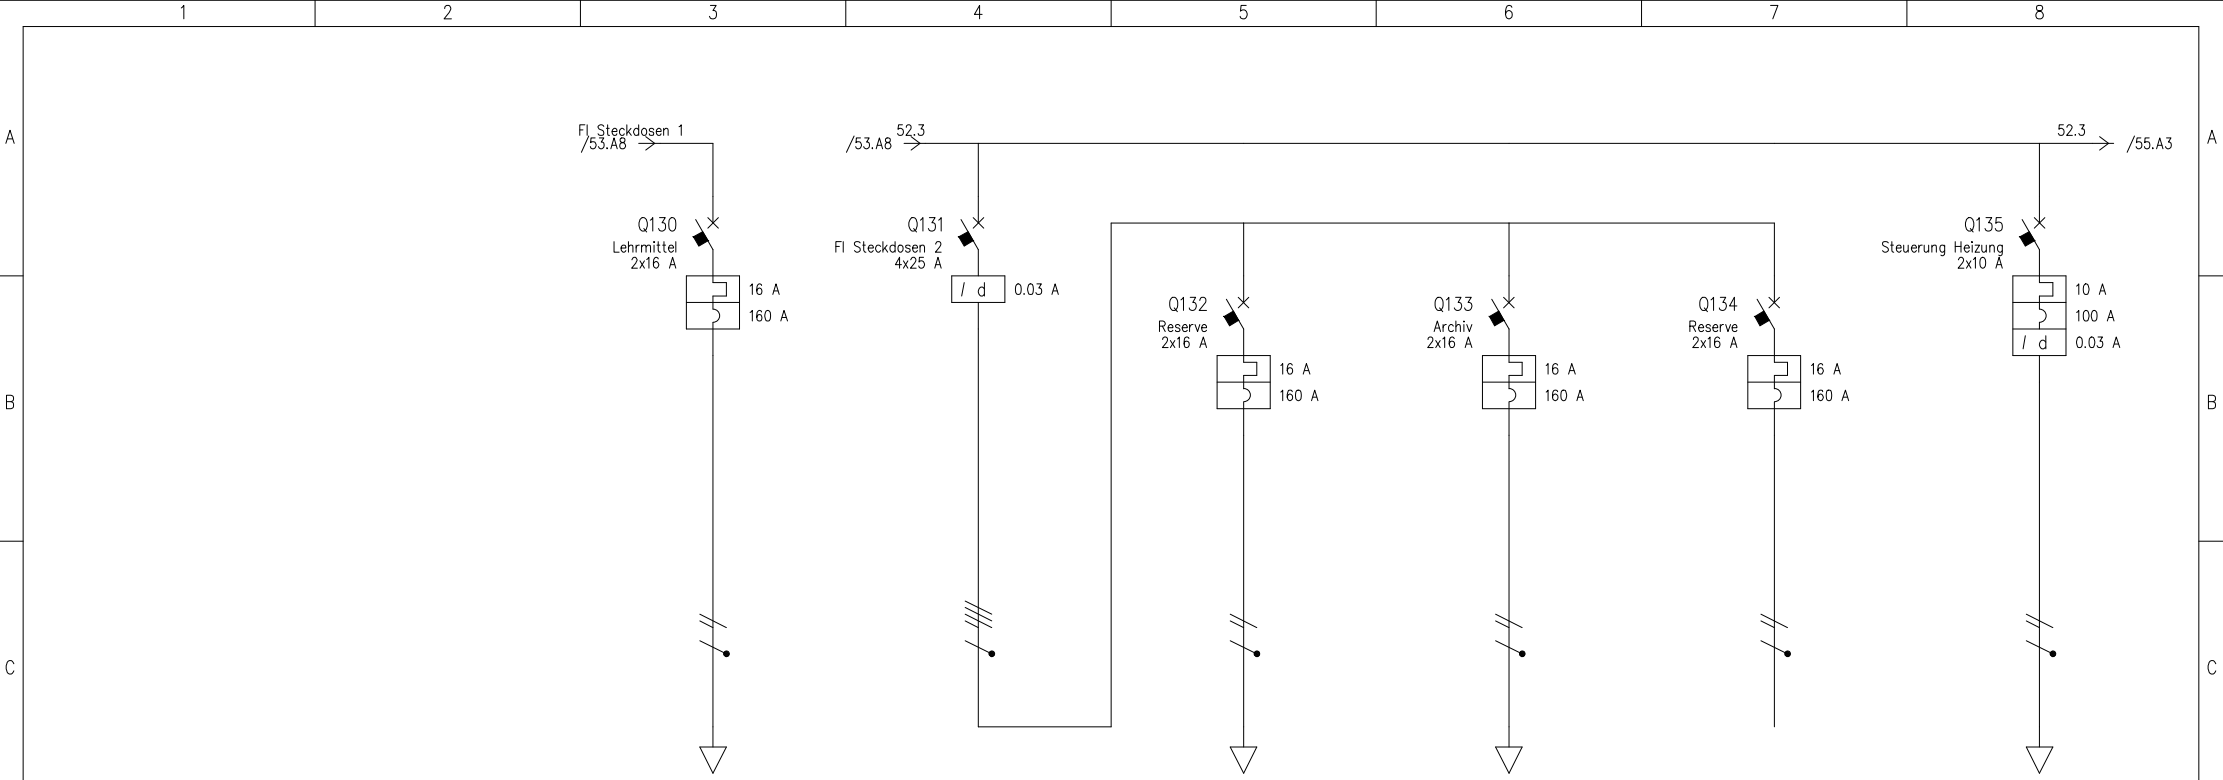 1 2 3 4 5 6 7 8
A A
FI Steckdosen 1
/53.A8
52.3
/53.A8
52.3
/55.A3
Q130
Lehrmittel
2x16 A
16 A
160 A
Q131
FI Steckdosen 2
4x25 A
I d 0.03 A
Q132
Reserve
2x16 A
16 A
160 A
Q133
Archiv
2x16 A
16 A
160 A
Q134
Reserve
2x16 A
16 A
160 A
Q135
Steuerung Heizung
2x10 A
10 A
100 A
I d 0.03 A
B B
C C